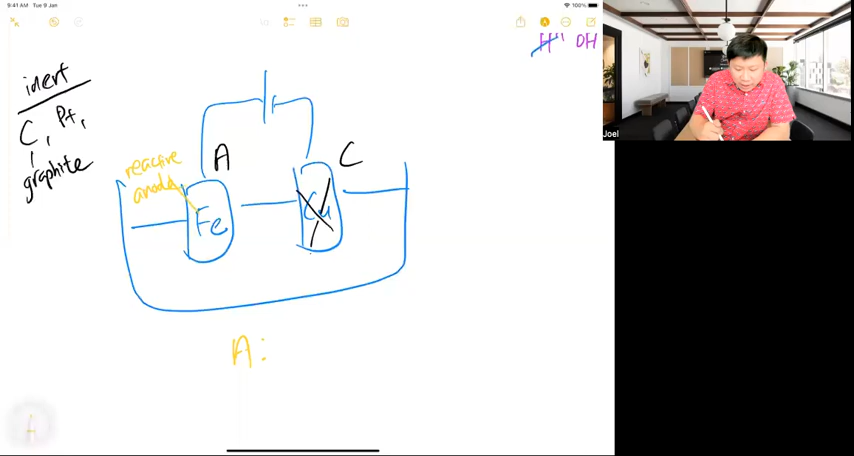 9:41 AM Tue 9 Jan
100%
H⁺ OH
inert
C, Pt,
graphite
reactive
anode
A
C
Fe
Cu
A:
Joel